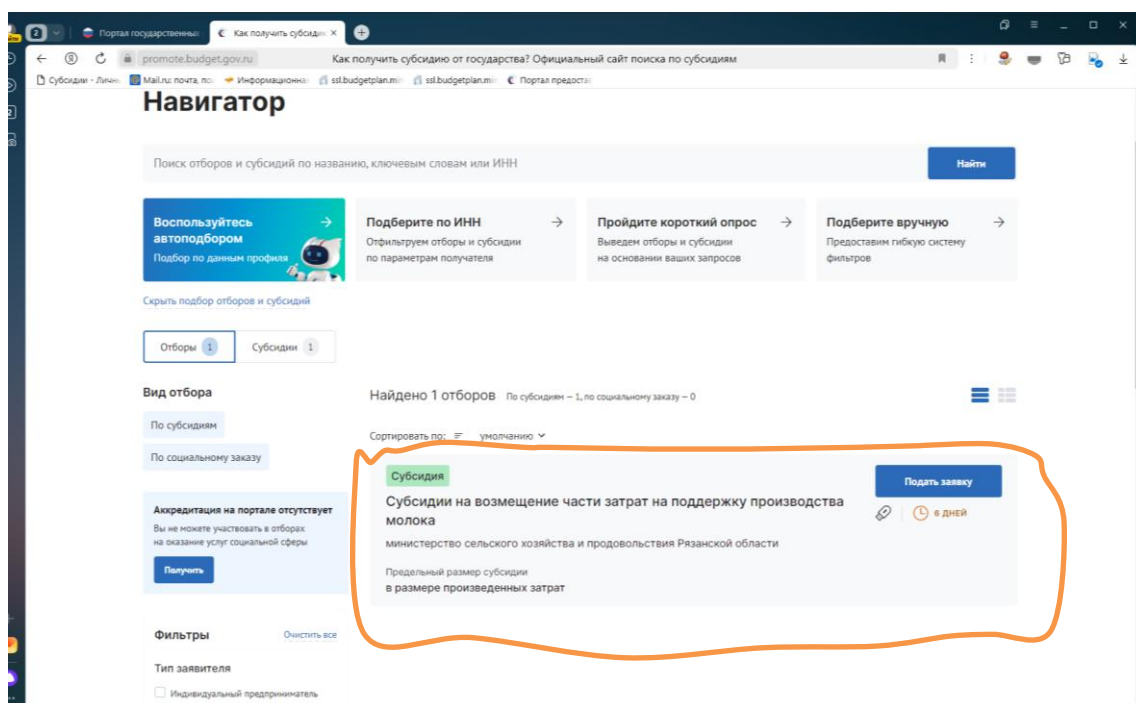 2
Портал государственных
Как получить субсидию
promote.budget.gov.ru
Как получить субсидию от государства? Официальный сайт поиска по субсидиям
Субсидии - Личн
Mail.ru: почта, по
Информационная
ssl.budgetplan.min
ssl.budgetplan.min
Портал предоста
Навигатор
Поиск отборов и субсидий по названию, ключевым словам или ИНН
Найти
Воспользуйтесь
автоподбором
Подбор по данным профиля
Подберите по ИНН
Отфильтруем отборы и субсидии
по параметрам получателя
Пройдите короткий опрос
Выведем отборы и субсидии
на основании ваших запросов
Подберите вручную
Предоставим гибкую систему
фильтров
Скрыть подбор отборов и субсидий
Отборы 1
Субсидии 1
Вид отбора
По субсидиям
По социальному заказу
Найдено 1 отборов По субсидиям – 1, по социальному заказу – 0
Сортировать по: умолчанию
Субсидия
Подать заявку
Субсидии на возмещение части затрат на поддержку производства
молока
6 ДНЕЙ
министерство сельского хозяйства и продовольствия Рязанской области
Предельный размер субсидии
в размере произведенных затрат
Аккредитация на портале отсутствует
Вы не можете участвовать в отборах
на оказание услуг социальной сферы
Получить
Фильтры
Очистить все
Тип заявителя
Индивидуальный предприниматель